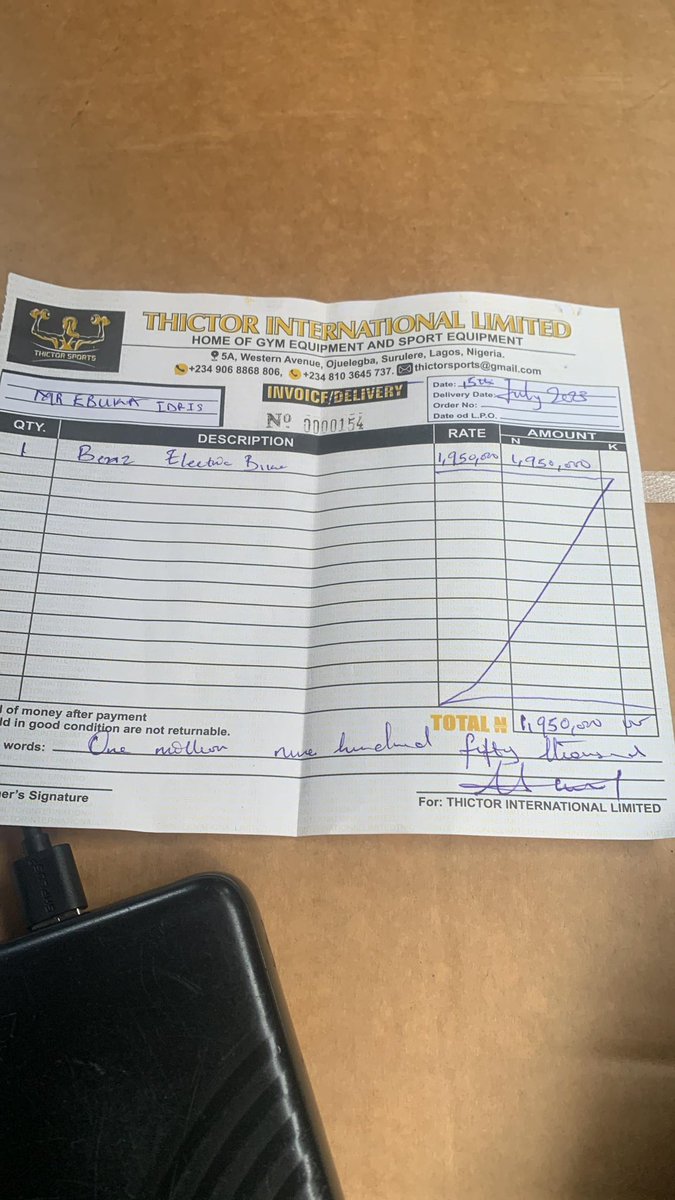 THICTOR SPORTS
THICTOR INTERNATIONAL LIMITED
HOME OF GYM EQUIPMENT AND SPORT EQUIPMENT
5A, Western Avenue, Ojuelegba, Surulere, Lagos, Nigeria.
+234 906 8868 806, +234 810 3645 737. thictorsports@gmail.com
MR EBUKA IDRIS
INVOICE/DELIVERY
Nº 0000154
Date: 15th
Delivery Date: July 2023
Order No:
Date od L.P.O.
QTY. DESCRIPTION RATE AMOUNT
N K
1 Benz Electric Bike 1,950,000 1,950,000
d of money after payment
ld in good condition are not returnable.
TOTAL N 1,950,000
words: One million nine hundred fifty thousand
er's Signature
For: THICTOR INTERNATIONAL LIMITED